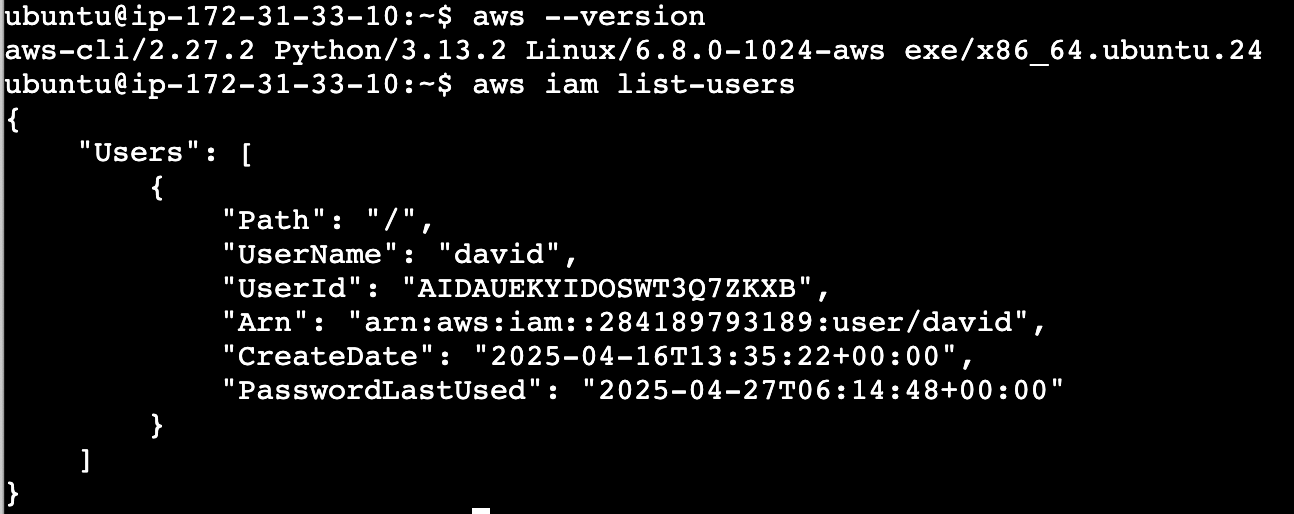 ubuntu@ip-172-31-33-10:~$ aws --version
aws-cli/2.27.2 Python/3.13.2 Linux/6.8.0-1024-aws exe/x86_64.ubuntu.24
ubuntu@ip-172-31-33-10:~$ aws iam list-users
{
    "Users": [
        {
            "Path": "/",
            "UserName": "david",
            "UserId": "AIDAUEKYIDOSWT3Q7ZKXB",
            "Arn": "arn:aws:iam::284189793189:user/david",
            "CreateDate": "2025-04-16T13:35:22+00:00",
            "PasswordLastUsed": "2025-04-27T06:14:48+00:00"
        }
    ]
}